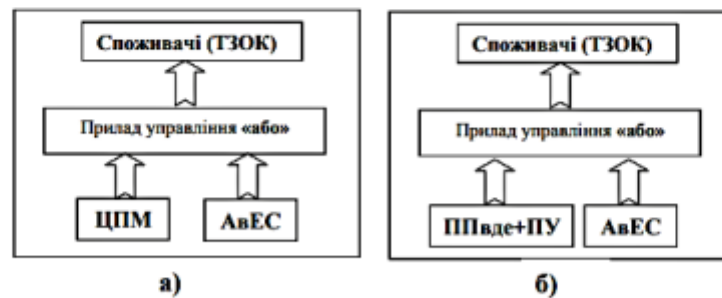 Споживачі (ТЗОК)
Прилад управління «або»
ЦПМ АвЕС
а)
Споживачі (ТЗОК)
Прилад управління «або»
ППвде+ПУ АвЕС
б)